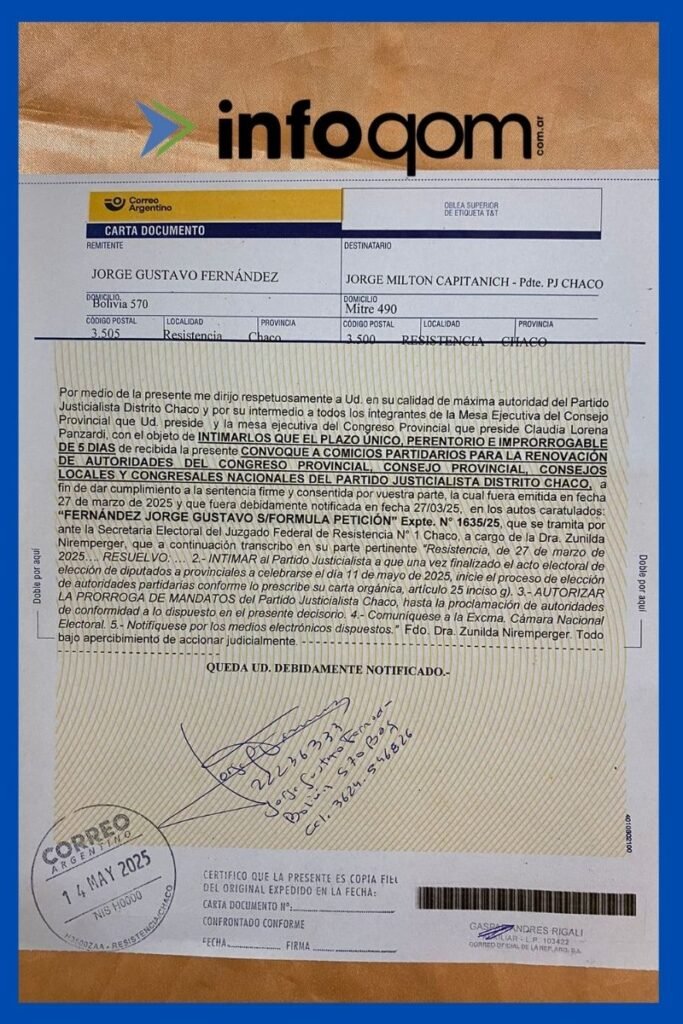 infoqom
.com.ar
Correo
Argentino
OBLEA SUPERIOR
DE ETIQUETA T&T
CARTA DOCUMENTO
REMITENTE
DESTINATARIO
JORGE GUSTAVO FERNÁNDEZ
JORGE MILTON CAPITANICH - Pdte. PJ CHACO
DOMICILIO
DOMICILIO
Bolivia 570
Mitre 490
CÓDIGO POSTAL LOCALIDAD PROVINCIA
CÓDIGO POSTAL LOCALIDAD PROVINCIA
3.505 Resistencia Chaco
3.500 RESISTENCIA CHACO
Por medio de la presente me dirijo respetuosamente a Ud. en su calidad de máxima autoridad del Partido
Justicialista Distrito Chaco y por su intermedio a todos los integrantes de la Mesa Ejecutiva del Consejo
Provincial que Ud. preside y la mesa ejecutiva del Congreso Provincial que preside Claudia Lorena
Panzardi, con el objeto de INTIMARLOS QUE EL PLAZO ÚNICO, PERENTORIO E IMPRORROGABLE
DE 5 DIAS de recibida la presente CONVOQUE A COMICIOS PARTIDARIOS PARA LA RENOVACIÓN
DE AUTORIDADES DEL CONGRESO PROVINCIAL CONSEJO PROVINCIAL, CONSEJOS
LOCALES Y CONGRESALES NACIONALES DEL PARTIDO JUSTICIALISTA DISTRITO CHACO, a
fin de dar cumplimiento a la sentencia firme y consentida por vuestra parte, la cual fuera emitida en fecha
27 de marzo de 2025 y que fuera debidamente notificada en fecha 27/03/25, en los autos caratulados:
“FERNÁNDEZ JORGE GUSTAVO S/FORMULA PETICIÓN” Expte. N° 1635/25, que se tramita por
ante la Secretaria Electoral del Juzgado Federal de Resistencia N° 1 Chaco, a cargo de la Dra. Zunilda
Niremperger, que a continuación transcribo en su parte pertinente “Resistencia, de 27 de marzo de
2025.... RESUELVO. ... 2.- INTIMAR al Partido Justicialista a que una vez finalizado el acto electoral de
elección de diputados a provinciales a celebrarse el día 11 de mayo de 2025, inicie el proceso de elección
de autoridades partidarias conforme lo prescribe su carta orgánica, artículo 25 inciso g). 3.- AUTORIZAR
LA PRORROGA DE MANDATOS del Partido Justicialista Chaco, hasta la proclamación de autoridades
de conformidad a lo dispuesto en el presente decisorio. 4.- Comuníquese a la Excma. Cámara Nacional
Electoral. 5.- Notifíquese por los medios electrónicos dispuestos.” Fdo. Dra. Zunilda Niremperger. Todo
bajo apercibimiento de accionar judicialmente.
QUEDA UD. DEBIDAMENTE NOTIFICADO.-
Doble por aquí
Doble por aquí
22236333
Jorge Gustavo
Bolivia 570
Cel. 3624-546826
40100302100
CORREO
ARGENTINO
14 MAY 2025
NIS H0000
H3500ZAA - RESISTENCIA/CHACO
CERTIFICO QUE LA PRESENTE ES COPIA FIEL
DEL ORIGINAL EXPEDIDO EN LA FECHA:
CARTA DOCUMENTO N°:
CONFRONTADO CONFORME
FECHA FIRMA
GASPAR ANDRES RIGALI
L.P. 103422